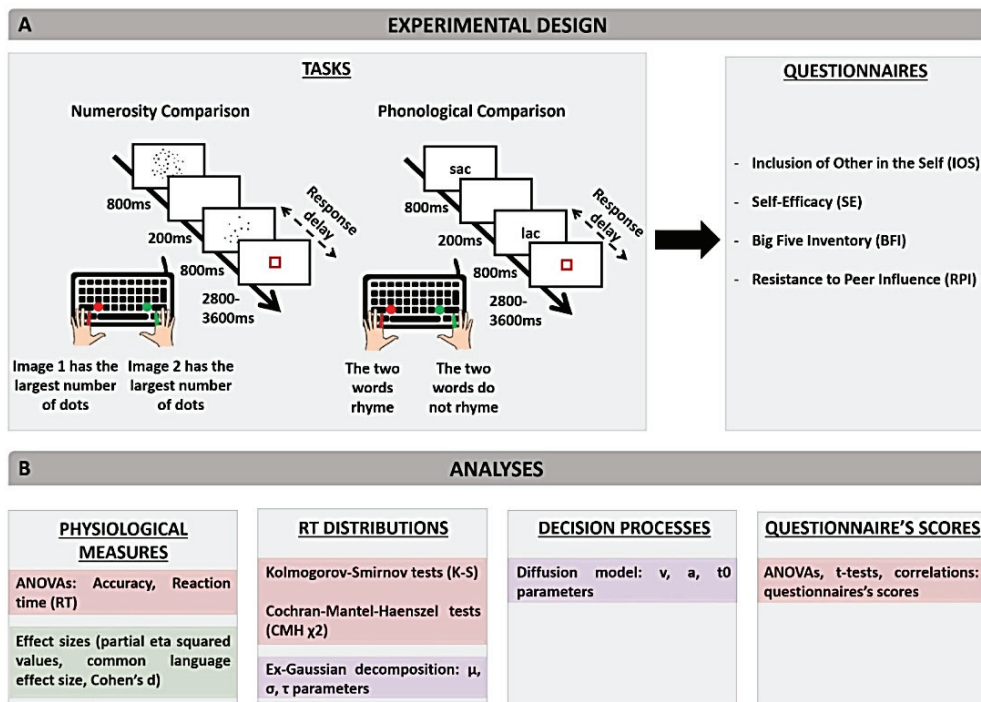 A
EXPERIMENTAL DESIGN
TASKS
Numerosity Comparison
800ms
200ms
800ms
2800-
3600ms
Response
delay
Image 1 has the
largest number
of dots
Image 2 has the
largest number
of dots
Phonological Comparison
sac
800ms
200ms
lac
800ms
2800-
3600ms
Response
delay
The two
words
rhyme
The two
words do
not rhyme
QUESTIONNAIRES
- Inclusion of Other in the Self (IOS)
- Self-Efficacy (SE)
- Big Five Inventory (BFI)
- Resistance to Peer Influence (RPI)
B
ANALYSES
PHYSIOLOGICAL
MEASURES
ANOVAs: Accuracy, Reaction
time (RT)
Effect sizes (partial eta squared
values, common language
effect size, Cohen's d)
RT DISTRIBUTIONS
Kolmogorov-Smirnov tests (K-S)
Cochran-Mantel-Haenszel tests
(CMH χ2)
Ex-Gaussian decomposition: μ,
σ, τ parameters
DECISION PROCESSES
Diffusion model: v, a, t0
parameters
QUESTIONNAIRE'S SCORES
ANOVAs, t-tests, correlations:
questionnaires's scores